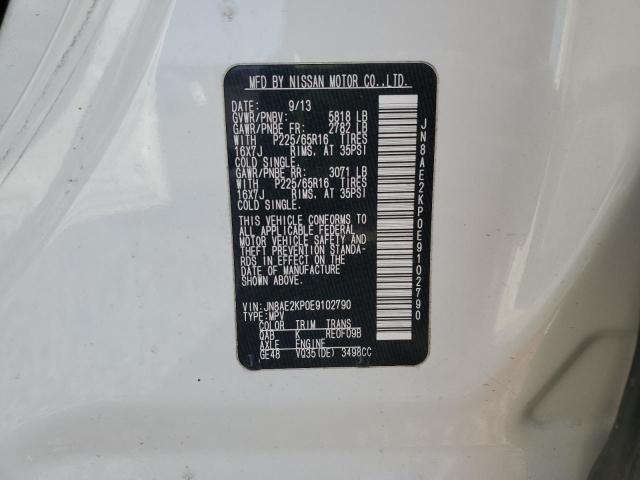 MFD BY NISSAN MOTOR CO.,LTD.
DATE: 9/13
GVWR/PNBV: 5818 LB
GAWR/PNBE FR: 2782 LB
WITH P225/65R16 TIRES
16X7J RIMS. AT 35PSI
COLD SINGLE.
GAWR/PNBE RR: 3071 LB
WITH P225/65R16 TIRES
16X7J RIMS. AT 35PSI
COLD SINGLE.
THIS VEHICLE CONFORMS TO
ALL APPLICABLE FEDERAL
MOTOR VEHICLE SAFETY AND
THEFT PREVENTION STANDA-
RDS IN EFFECT ON THE
DATE OF MANUFACTURE
SHOWN ABOVE.
VIN:JN8AE2KP0E9102790
TYPE:MPV
COLOR TRIM TRANS
QAB K RE0F09B
AXLE ENGINE
GE48 VQ35(DE) 3498CC
JN8AE2KP0E9102790